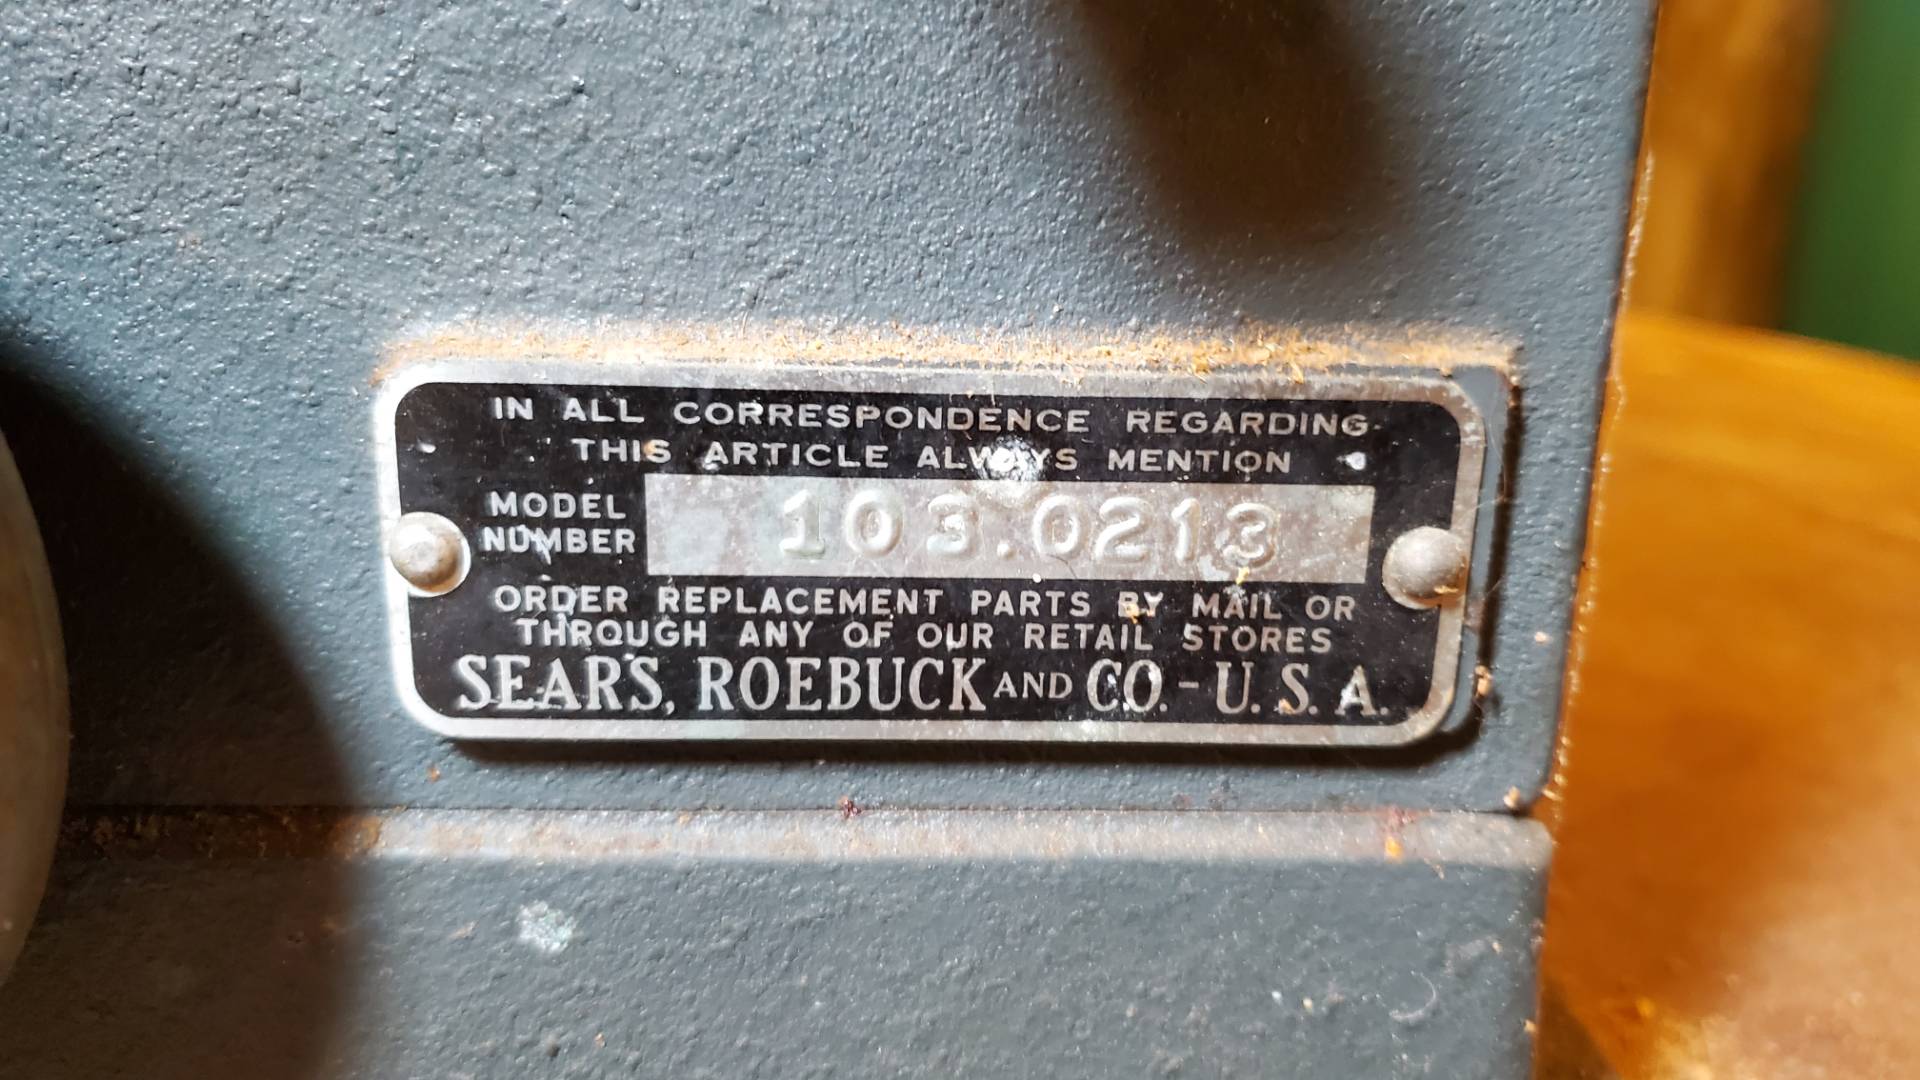 IN ALL CORRESPONDENCE REGARDING
THIS ARTICLE ALWAYS MENTION
MODEL
NUMBER 103.0213
ORDER REPLACEMENT PARTS BY MAIL OR
THROUGH ANY OF OUR RETAIL STORES
SEARS, ROEBUCK AND CO. - U. S. A.